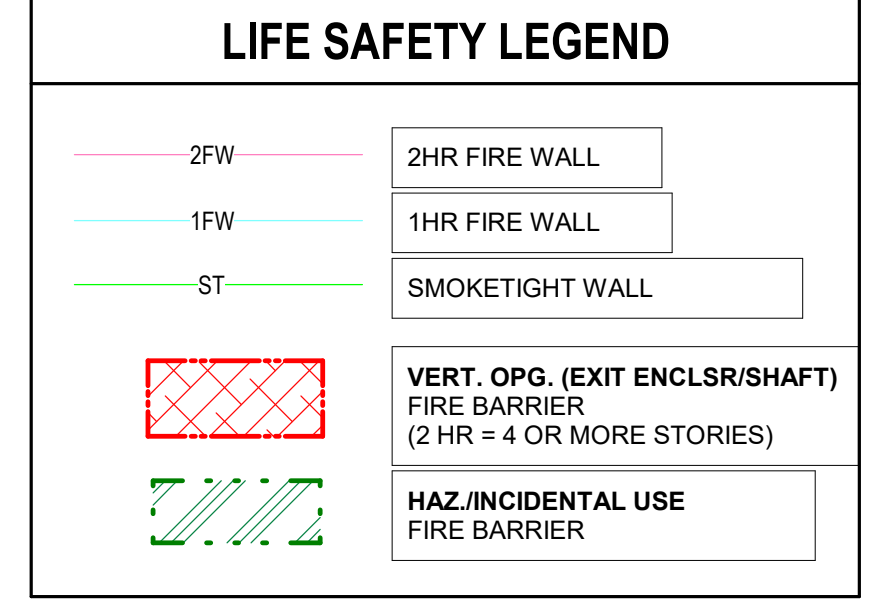 LIFE SAFETY LEGEND
2FW 2HR FIRE WALL
1FW 1HR FIRE WALL
ST SMOKETIGHT WALL
VERT. OPG. (EXIT ENCLSR/SHAFT)
FIRE BARRIER
(2 HR = 4 OR MORE STORIES)
HAZ./INCIDENTAL USE
FIRE BARRIER